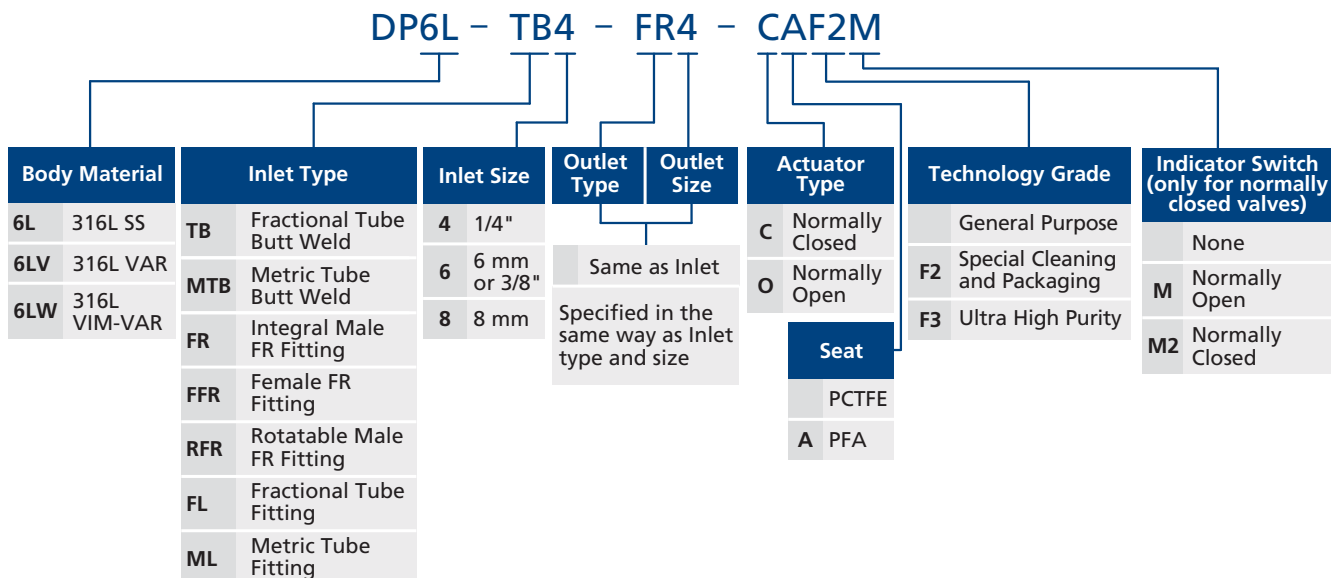 DP6L – TB4 – FR4 - CAF2M
Body Material
6L 316L SS
6LV 316L VAR
6LW 316L
VIM-VAR
Inlet Type
TB Fractional Tube
Butt Weld
MTB Metric Tube
Butt Weld
FR Integral Male
FR Fitting
FFR Female FR
Fitting
RFR Rotatable Male
FR Fitting
FL Fractional Tube
Fitting
ML Metric Tube
Fitting
Inlet Size
4 1/4"
6 6 mm
or 3/8"
8 8 mm
Outlet
Type
Outlet
Size
Same as Inlet
Specified in the
same way as Inlet
type and size
Actuator
Type
C Normally
Closed
O Normally
Open
Seat
PCTFE
A PFA
Technology Grade
General Purpose
F2 Special Cleaning
and Packaging
F3 Ultra High Purity
Indicator Switch
(only for normally
closed valves)
None
M Normally
Open
M2 Normally
Closed